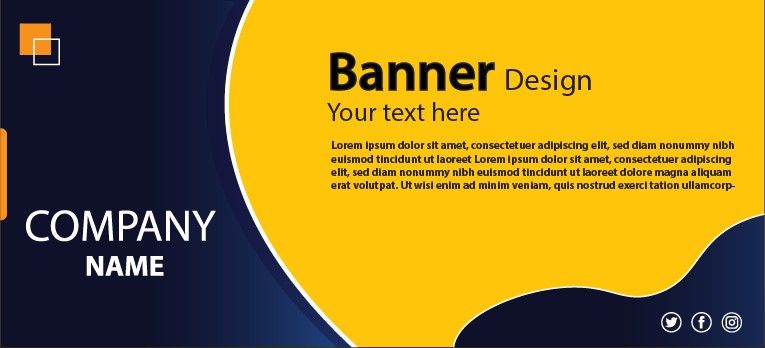 Banner Design
Your text here
Lorem ipsum dolor sit amet, consectetuer adipiscing elit, sed diam nonummy nibh
euismod tincidunt ut laoreet Lorem ipsum dolor sit amet, consectetuer adipiscing
elit, sed diam nonummy nibh euismod tincidunt ut laoreet dolore magna aliquam
erat volutpat. Ut wisi enim ad minim veniam, quis nostrud exerci tation ullamcorp-
COMPANY
NAME